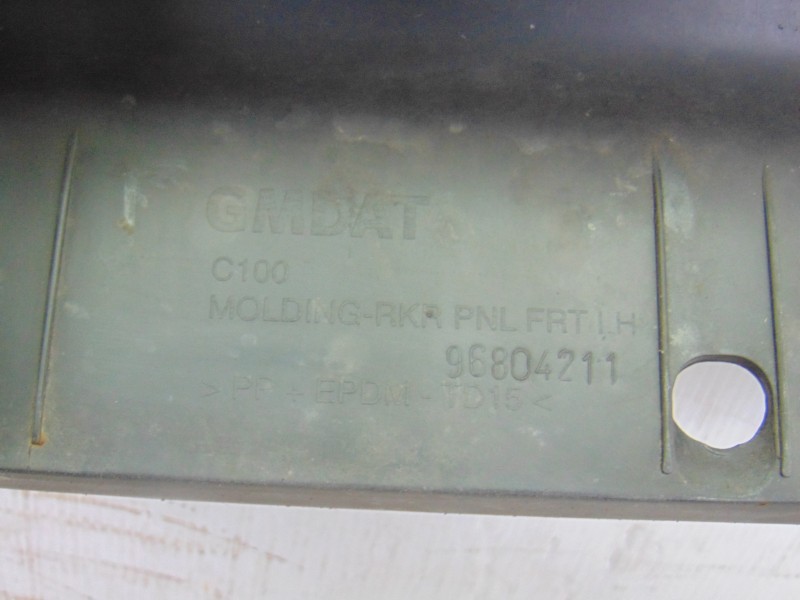 GMDAT
C100
MOLDING-RKR PNL FRT LH
96804211
> PP + EPDM - TD15 <